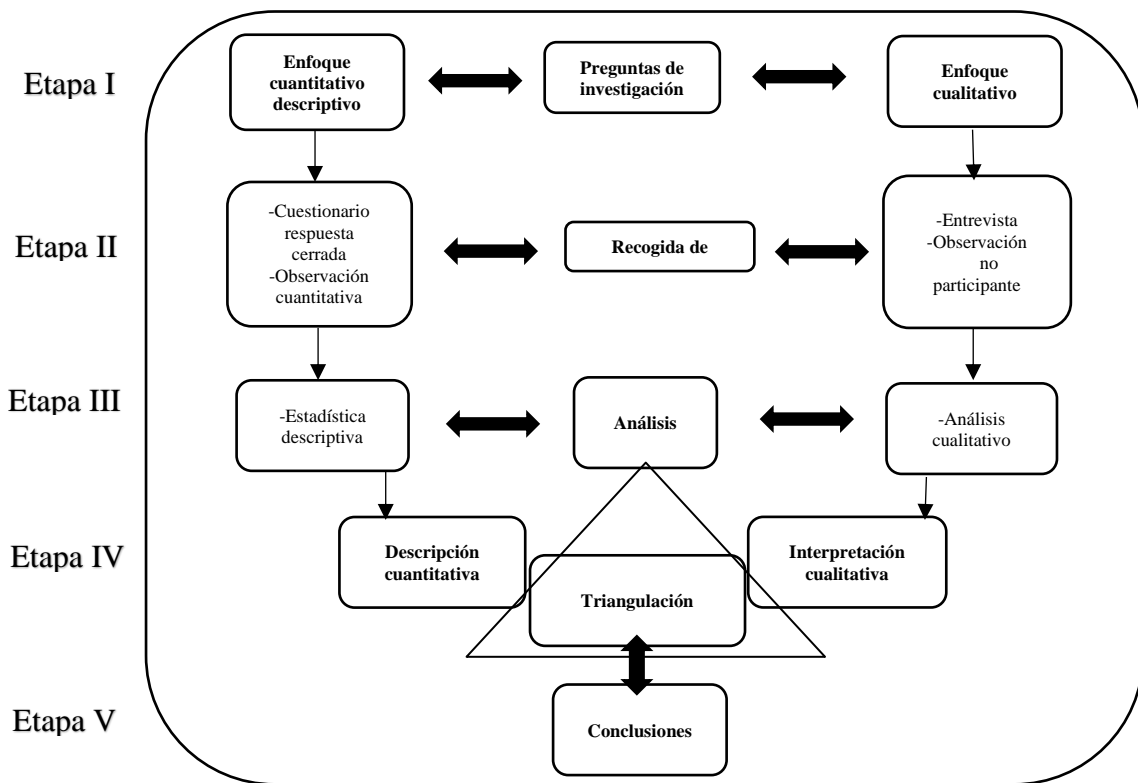 Etapa I
Enfoque
cuantitativo
descriptivo
Preguntas de
investigación
Enfoque
cualitativo
Etapa II
-Cuestionario
respuesta
cerrada
-Observación
cuantitativa
Recogida de
-Entrevista
-Observación
no
participante
Etapa III
-Estadística
descriptiva
Análisis
-Análisis
cualitativo
Etapa IV
Descripción
cuantitativa
Triangulación
Interpretación
cualitativa
Etapa V
Conclusiones